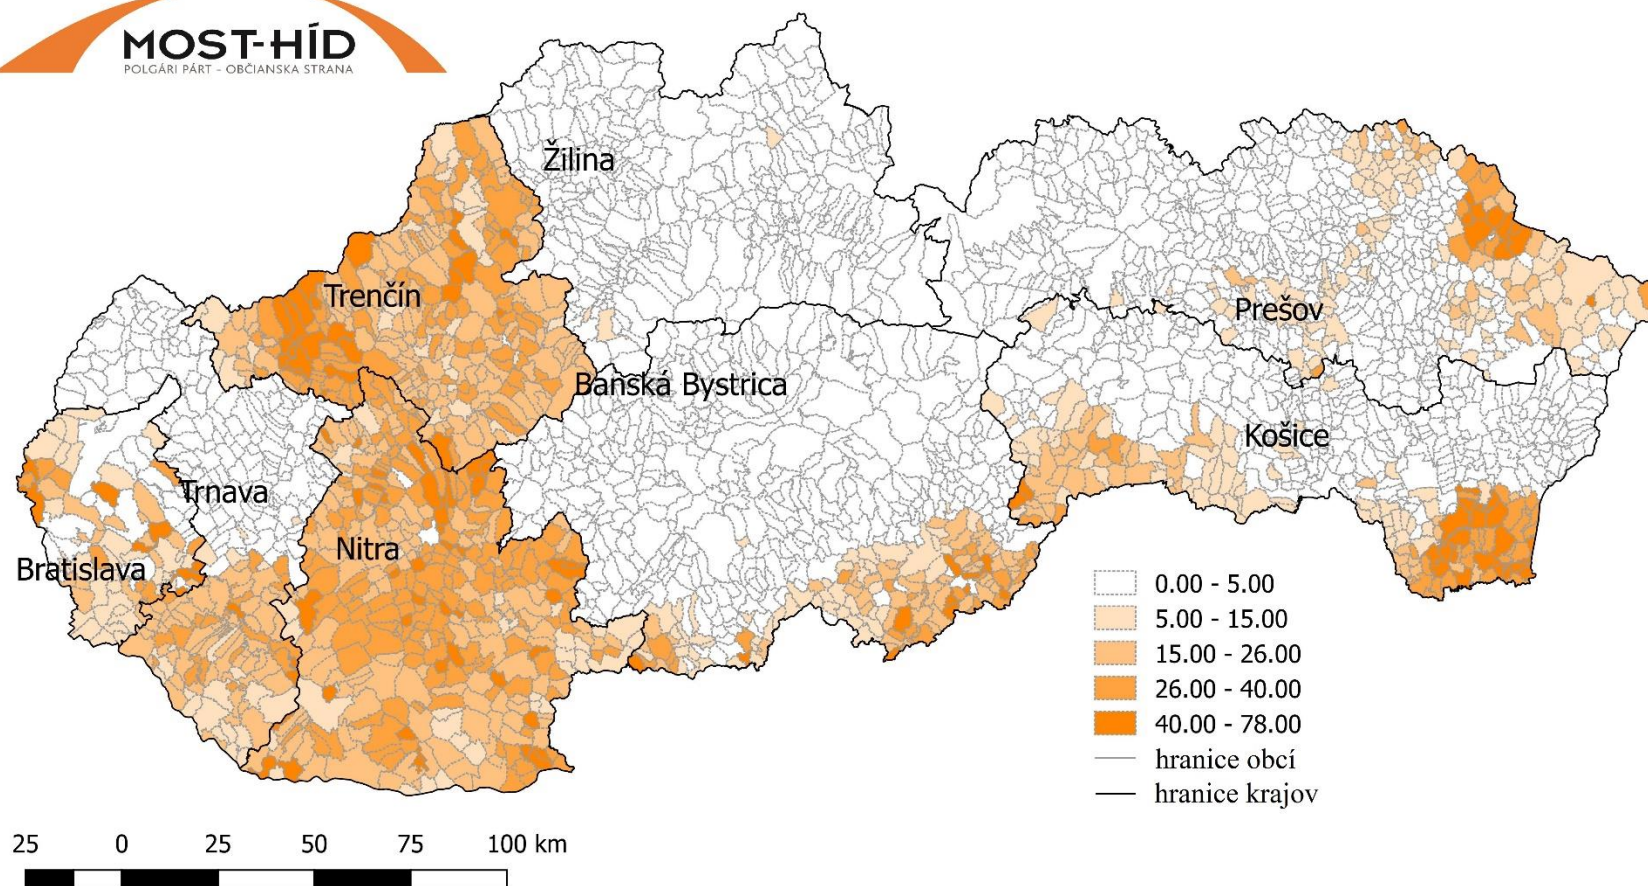 MOST-HÍD
POLGÁRI PÁRT - OBČIANSKA STRANA
Žilina
Trenčín
Prešov
Banská Bystrica
Košice
Trnava
Nitra
Bratislava
0.00 - 5.00
5.00 - 15.00
15.00 - 26.00
26.00 - 40.00
40.00 - 78.00
hranice obcí
hranice krajov
25 0 25 50 75 100 km